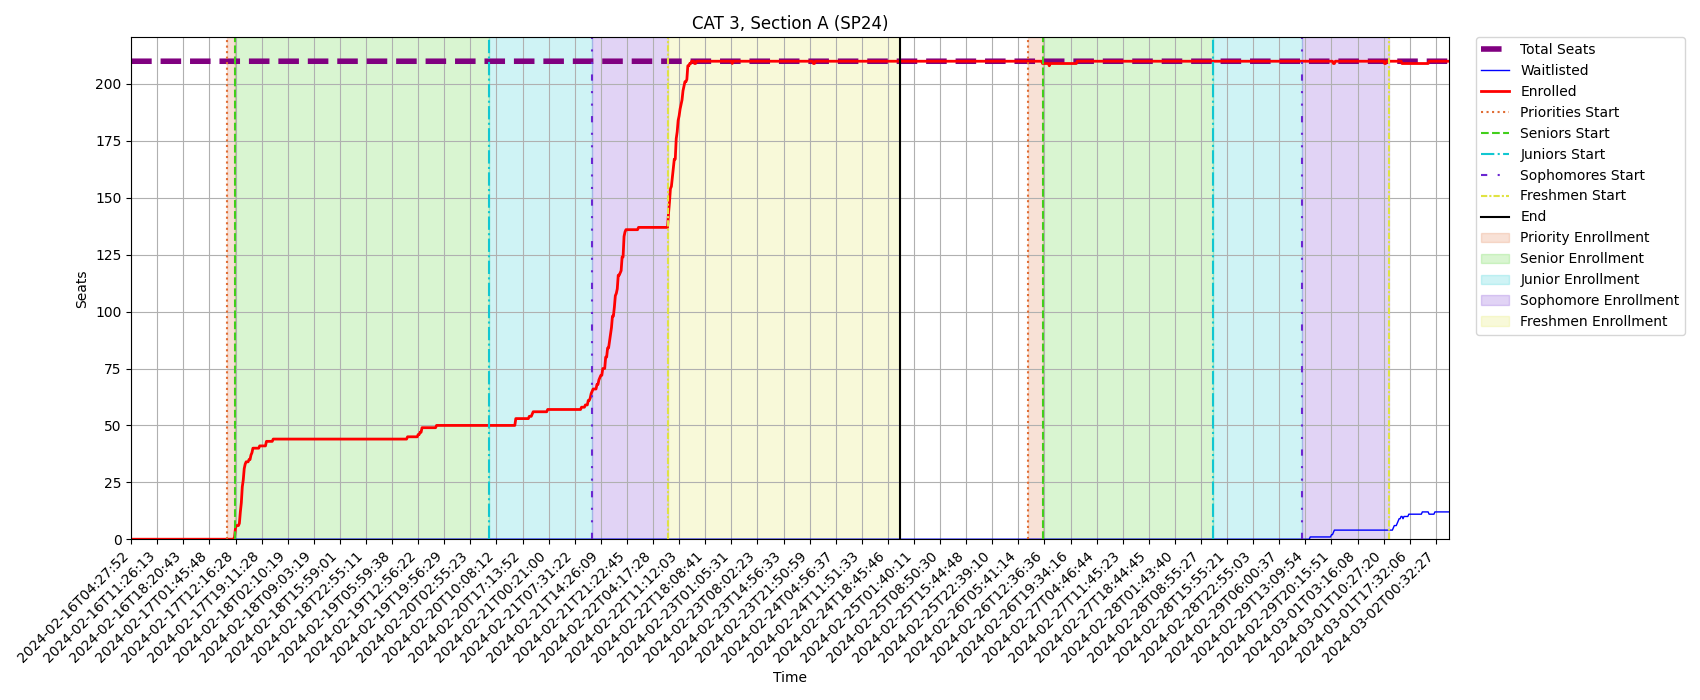 CAT 3, Section A (SP24)
Seats
200
175
150
125
100
75
50
25
0
2024-02-16T04:27:52
2024-02-16T11:26:13
2024-02-16T18:20:43
2024-02-17T01:45:48
2024-02-17T12:16:28
2024-02-17T19:11:28
2024-02-18T02:10:19
2024-02-18T09:03:19
2024-02-18T15:59:01
2024-02-18T22:55:11
2024-02-19T05:59:38
2024-02-19T12:56:22
2024-02-19T19:56:29
2024-02-20T02:55:23
2024-02-20T10:08:12
2024-02-20T17:13:52
2024-02-21T00:21:00
2024-02-21T07:31:22
2024-02-21T14:26:09
2024-02-21T21:22:45
2024-02-22T04:17:28
2024-02-22T11:12:03
2024-02-22T18:08:41
2024-02-23T01:05:31
2024-02-23T08:02:23
2024-02-23T14:56:33
2024-02-23T21:50:59
2024-02-24T04:56:37
2024-02-24T11:51:33
2024-02-24T18:45:46
2024-02-25T01:40:11
2024-02-25T08:50:30
2024-02-25T15:44:48
2024-02-25T22:39:10
2024-02-26T05:41:14
2024-02-26T12:36:36
2024-02-26T19:34:16
2024-02-27T04:46:44
2024-02-27T11:45:23
2024-02-27T18:44:45
2024-02-28T01:43:40
2024-02-28T08:55:27
2024-02-28T15:55:21
2024-02-28T22:55:03
2024-02-29T06:00:37
2024-02-29T13:09:54
2024-02-29T20:15:51
2024-03-01T03:16:08
2024-03-01T10:27:20
2024-03-01T17:32:06
2024-03-02T00:32:27
Time
Total Seats
Waitlisted
Enrolled
Priorities Start
Seniors Start
Juniors Start
Sophomores Start
Freshmen Start
End
Priority Enrollment
Senior Enrollment
Junior Enrollment
Sophomore Enrollment
Freshmen Enrollment